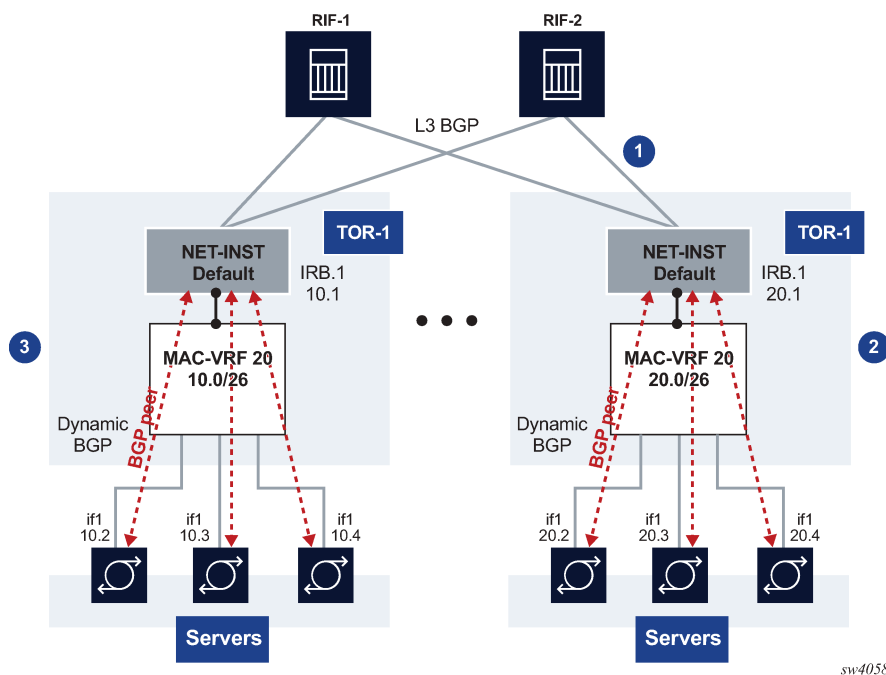 RIF-1
RIF-2
L3 BGP
1
TOR-1
NET-INST
Default
IRB.1
10.1
3
MAC-VRF 20
10.0/26
BGP peer
Dynamic
BGP
if1
10.2
if1
10.3
if1
10.4
Servers
TOR-1
NET-INST
Default
IRB.1
20.1
2
MAC-VRF 20
20.0/26
BGP peer
Dynamic
BGP
if1
20.2
if1
20.3
if1
20.4
Servers
sw4058